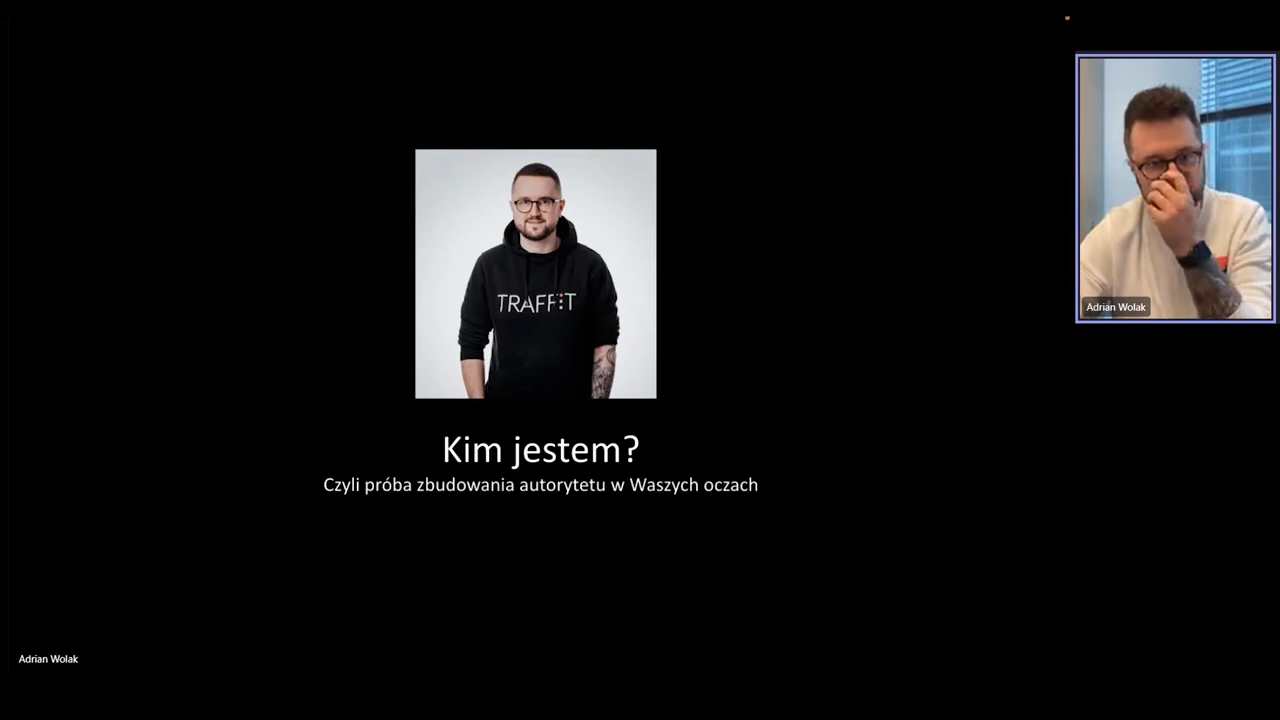 TRAFFIT
Kim jestem?
Czyli próba zbudowania autorytetu w Waszych oczach
Adrian Wolak
Adrian Wolak